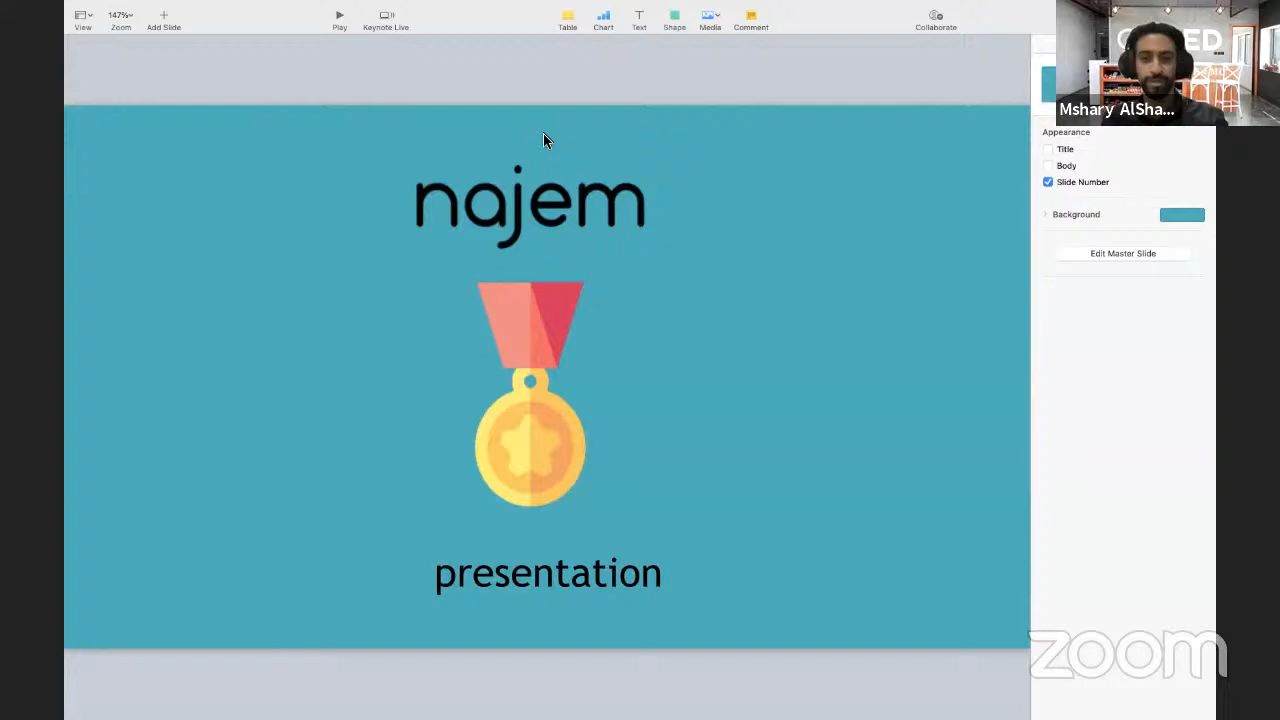 147%
View
Zoom
Add Slide
Play
Keynote Live
Table
Chart
Text
Shape
Media
Comment
Collaborate
Mshary AlSha...
Appearance
Title
Body
Slide Number
Background
Edit Master Slide
najem
presentation
zoom